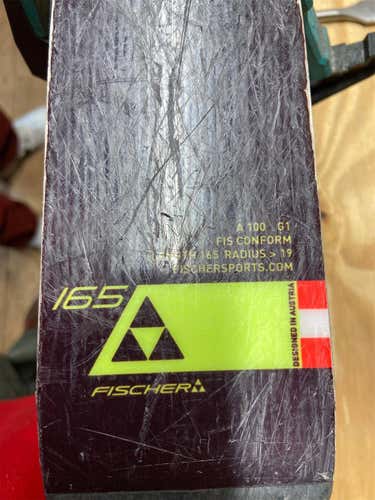 A 100 G1
FIS CONFORM
LENGTH 165 RADIUS > 19
FISCHERSPORTS.COM
165
DESIGNED IN AUSTRIA
FISCHER